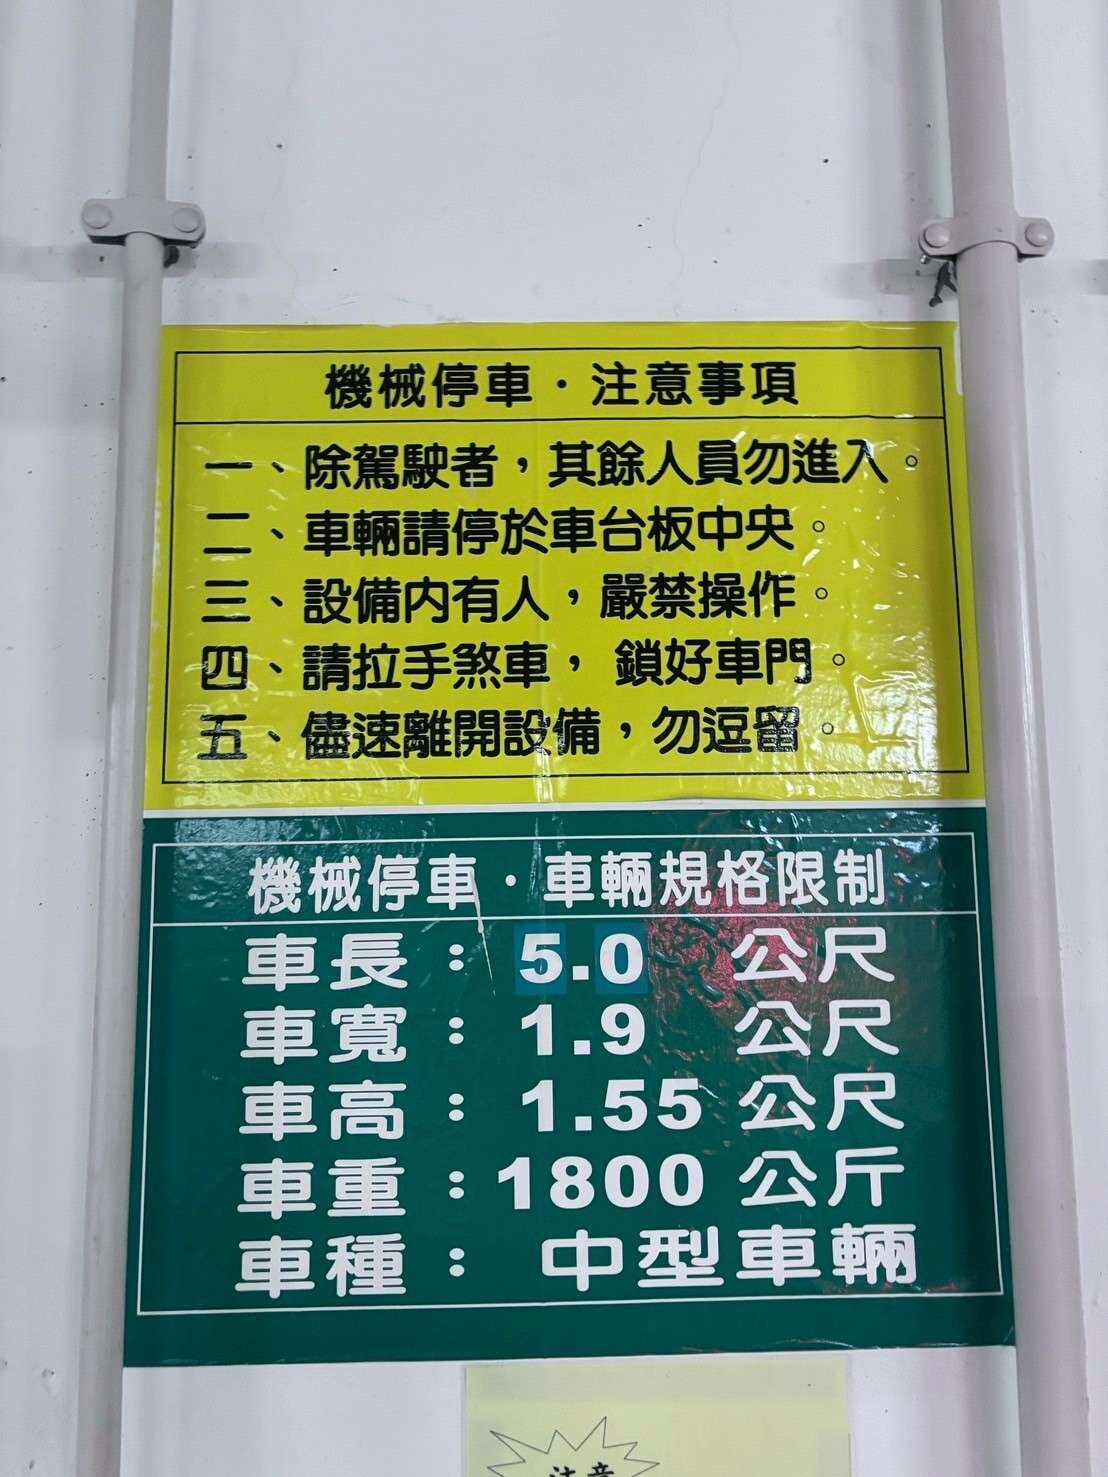 機械停車・注意事項
一、除駕駛者，其餘人員勿進入。
二、車輛請停於車台板中央。
三、設備內有人，嚴禁操作。
四、請拉手煞車，鎖好車門。
五、儘速離開設備，勿逗留。
機械停車・車輛規格限制
車長：5.0 公尺
車寬：1.9 公尺
車高：1.55 公尺
車重：1800 公斤
車種：中型車輛
注意